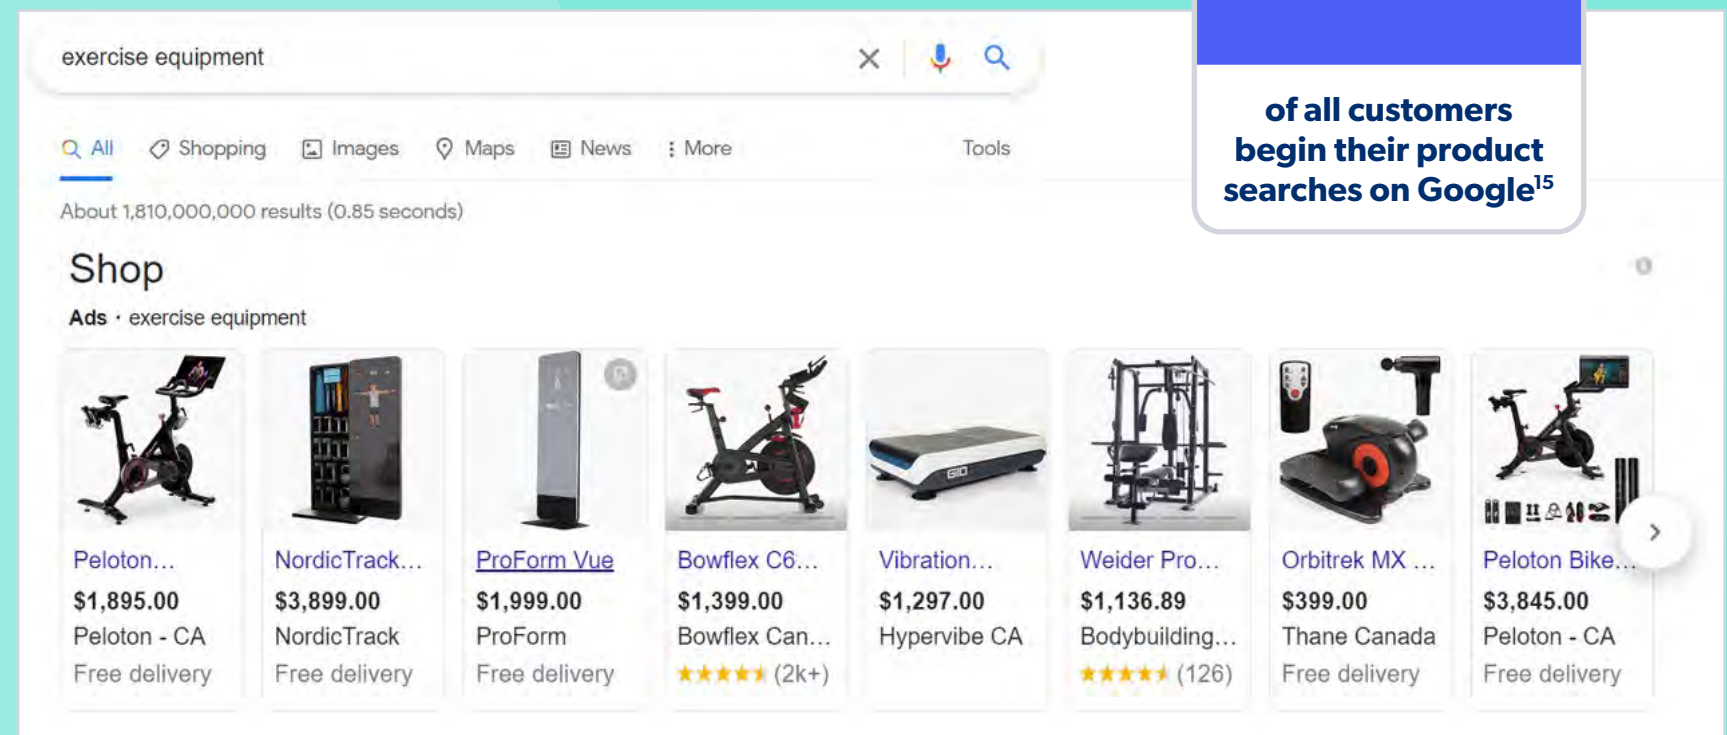 exercise equipment
of all customers
begin their product
searches on Google15
All Shopping Images Maps News More Tools
About 1,810,000,000 results (0.85 seconds)
Shop
Ads · exercise equipment
GIO
Peloton... NordicTrack... ProForm Vue Bowflex C6... Vibration... Weider Pro... Orbitrek MX ... Peloton Bike...
$1,895.00 $3,899.00 $1,999.00 $1,399.00 $1,297.00 $1,136.89 $399.00 $3,845.00
Peloton - CA NordicTrack ProForm Bowflex Can... Hypervibe CA Bodybuilding... Thane Canada Peloton - CA
Free delivery Free delivery Free delivery (2k+) (126) Free delivery Free delivery